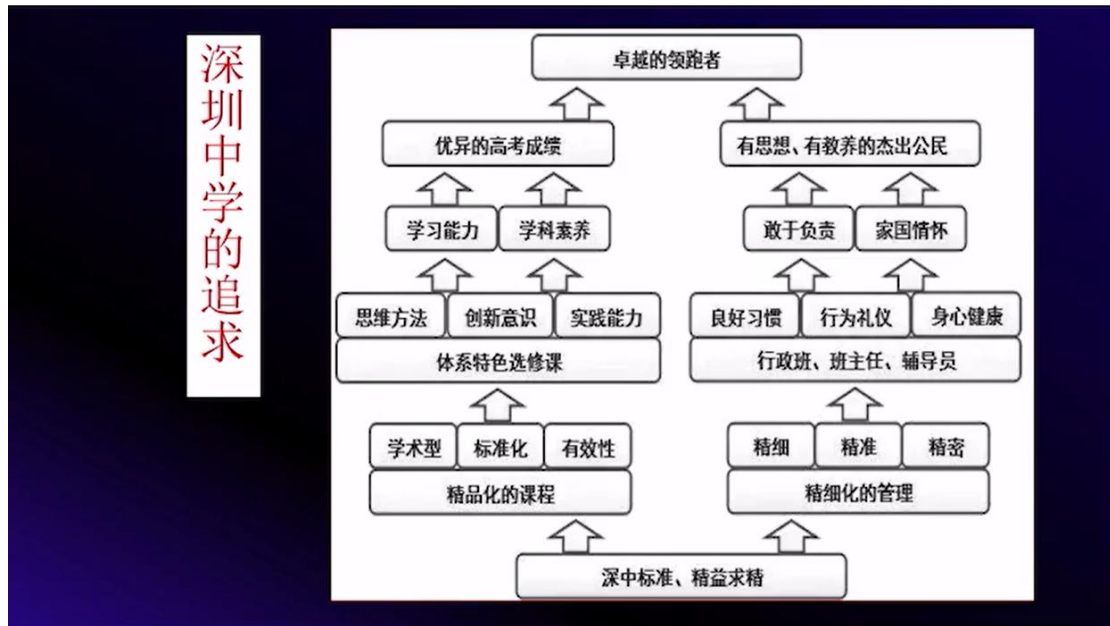 深圳中学的追求
卓越的领跑者
优异的高考成绩
有思想、有教养的杰出公民
学习能力
学科素养
敢于负责
家国情怀
思维方法
创新意识
实践能力
良好习惯
行为礼仪
身心健康
体系特色选修课
行政班、班主任、辅导员
学术型
标准化
有效性
精细
精准
精密
精品化的课程
精细化的管理
深中标准、精益求精